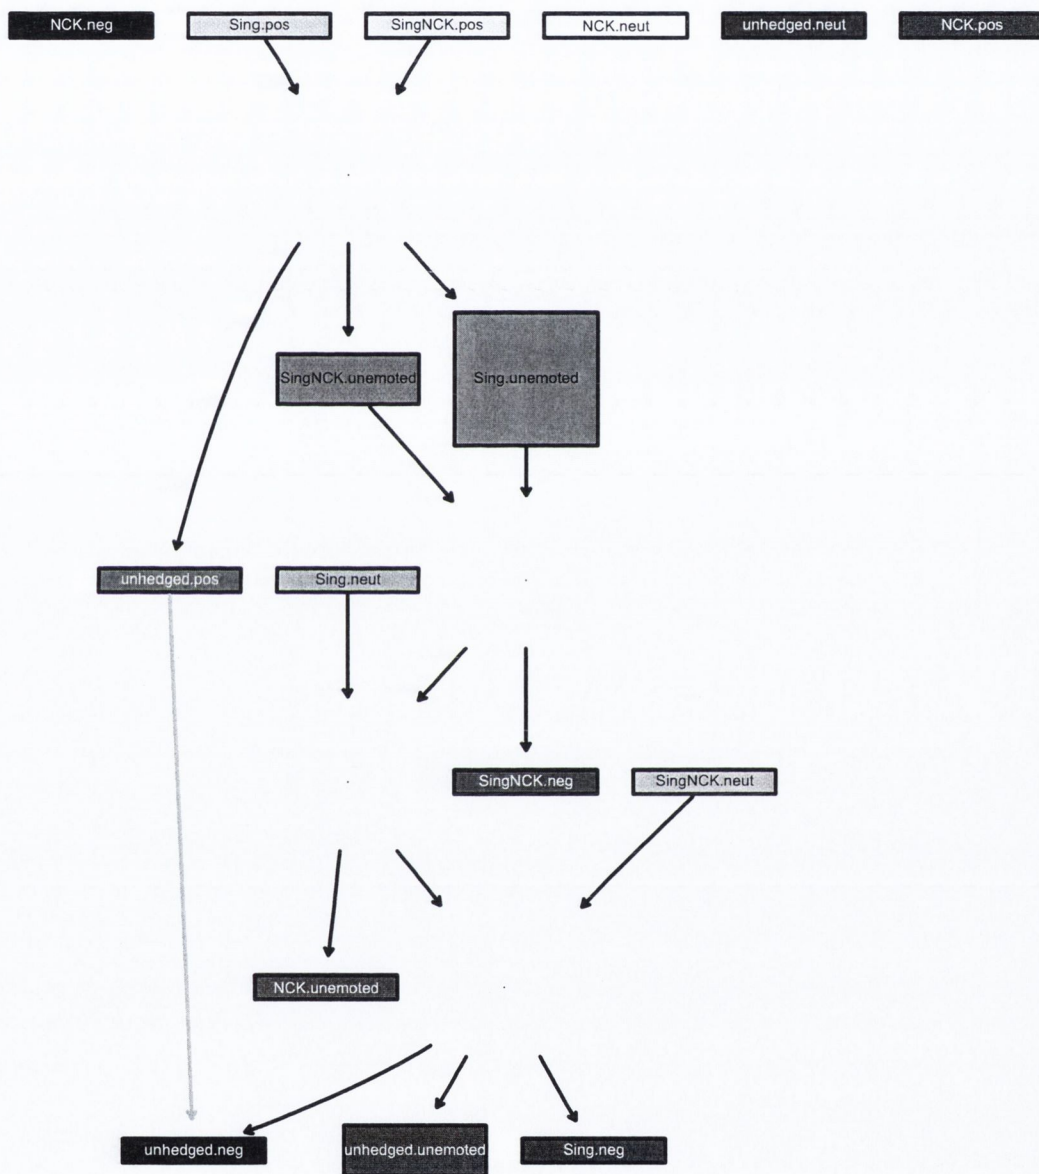 NCK.neg
Sing.pos
SingNCK.pos
NCK.neut
unhedged.neut
NCK.pos
SingNCK.unemoted
Sing.unemoted
unhedged.pos
Sing.neut
SingNCK.neg
SingNCK.neut
NCK.unemoted
unhedged.neg
unhedged.unemoted
Sing.neg